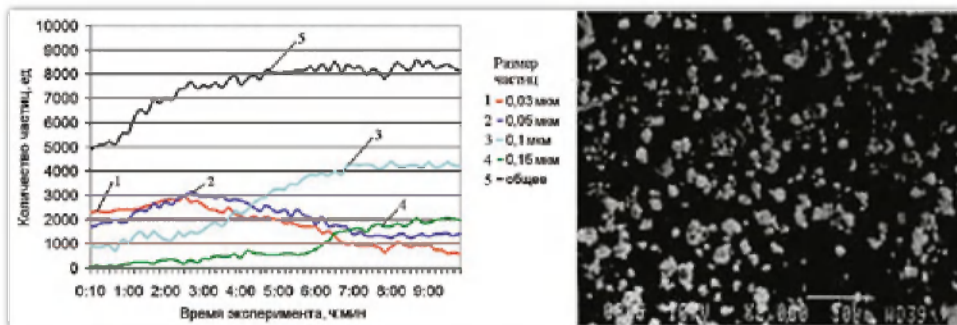 Количество частиц, ед
10000
9000
8000
7000
6000
5000
4000
3000
2000
1000
0
0:10 1:00 2:00 3:00 4:00 5:00 6:00 7:00 8:00 9:00
Время эксперимента, ч:мин
5
3
1
2
4
Размер
частиц
1 – 0,03 мкм
2 – 0,05 мкм
3 – 0,1 мкм
4 – 0,15 мкм
5 – общее
WD39